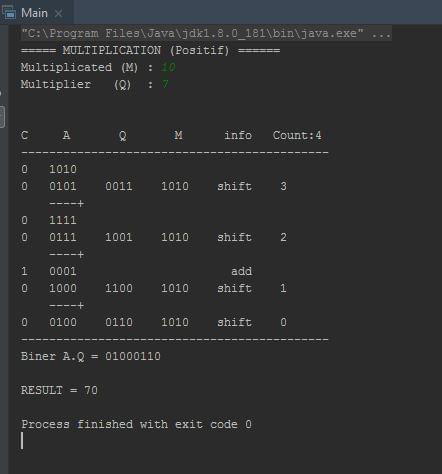 Main
"C:\Program Files\Java\jdk1.8.0_181\bin\java.exe" ...
===== MULTIPLICATION (Positif) ======
Multiplicated (M) : 10
Multiplier   (Q)  : 7
C     A       Q       M      info   Count:4
--------------------------------------------
0   1010
0   0101    0011    1010    shift    3
    ----+
0   1111
0   0111    1001    1010    shift    2
    ----+
1   0001                      add
0   1000    1100    1010    shift    1
    ----+
0   0100    0110    1010    shift    0
--------------------------------------------
Biner A.Q = 01000110
RESULT = 70
Process finished with exit code 0